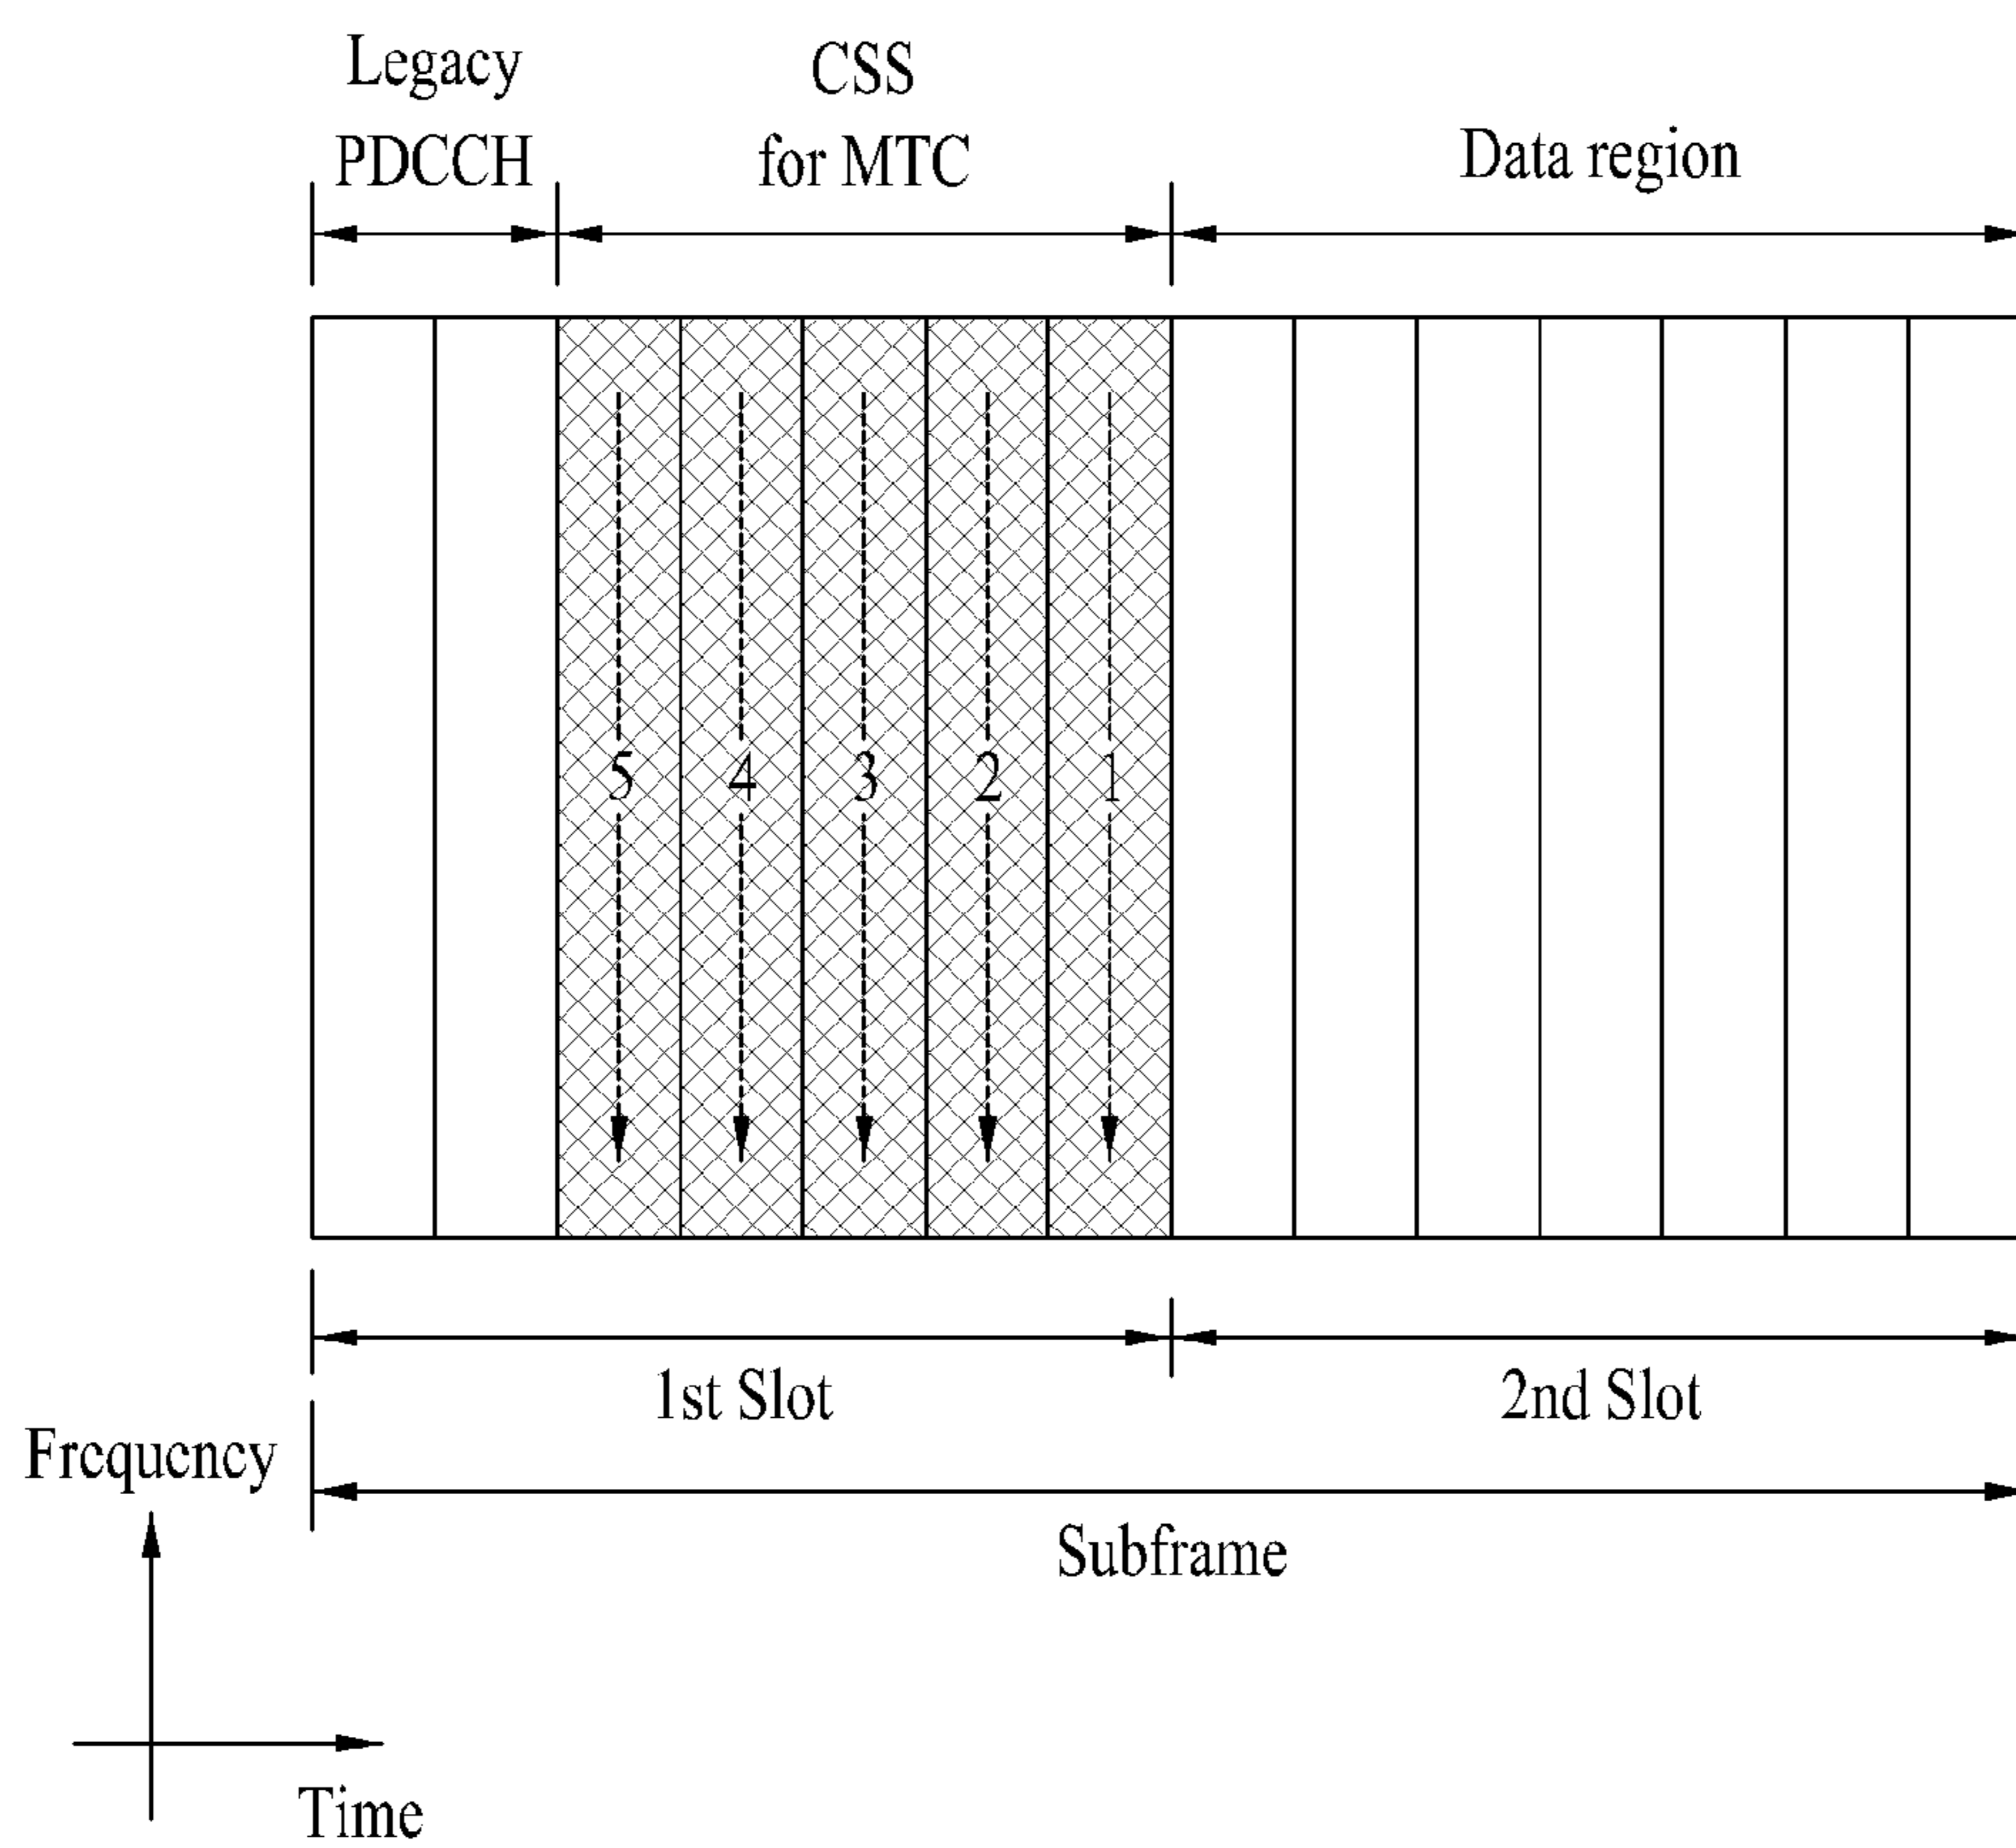 Legacy
PDCCH
CSS
for MTC
Data region
5 4 3 2 1
1st Slot
2nd Slot
Frequency
Subframe
Time